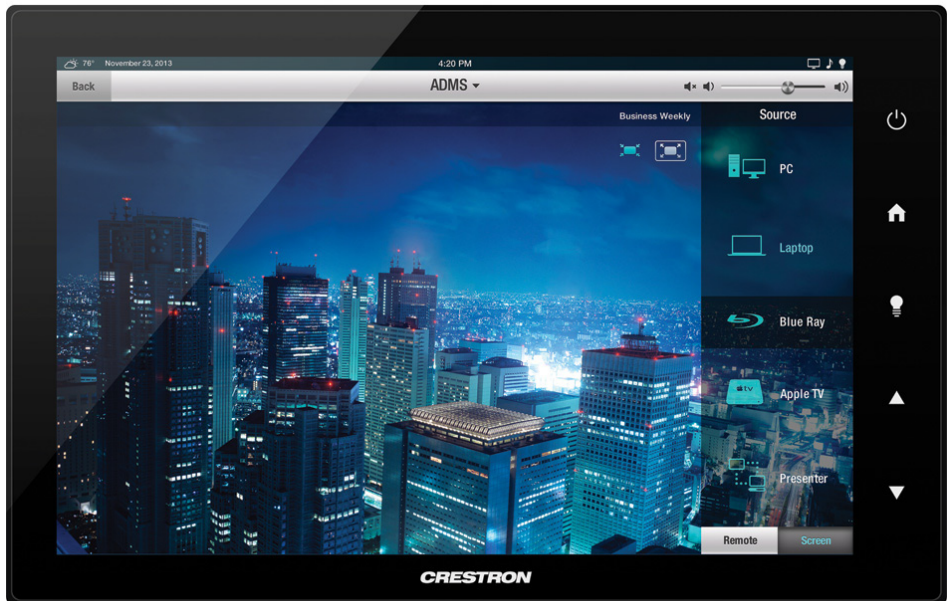 76° November 23, 2013 4:20 PM
Back ADMS
Business Weekly
Source
PC
Laptop
Blue Ray
tv
Apple TV
Presenter
Remote Screen
CRESTRON